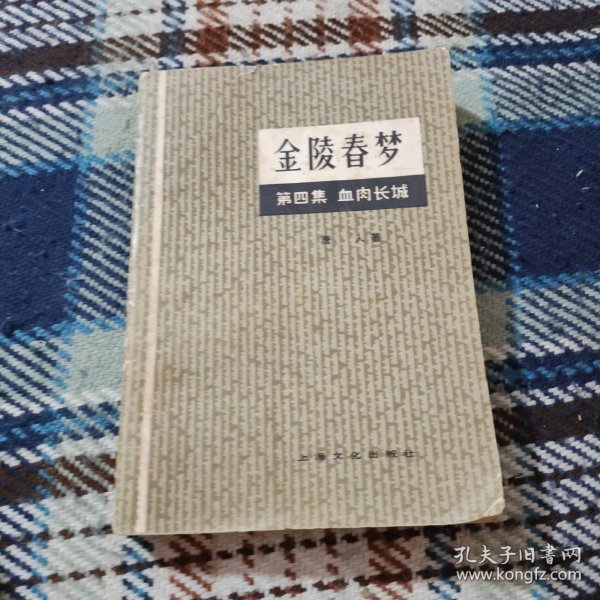 金陵春梦
第四集 血肉长城
唐人著
上海文化出版社
孔夫子旧书网
www.kongfz.com